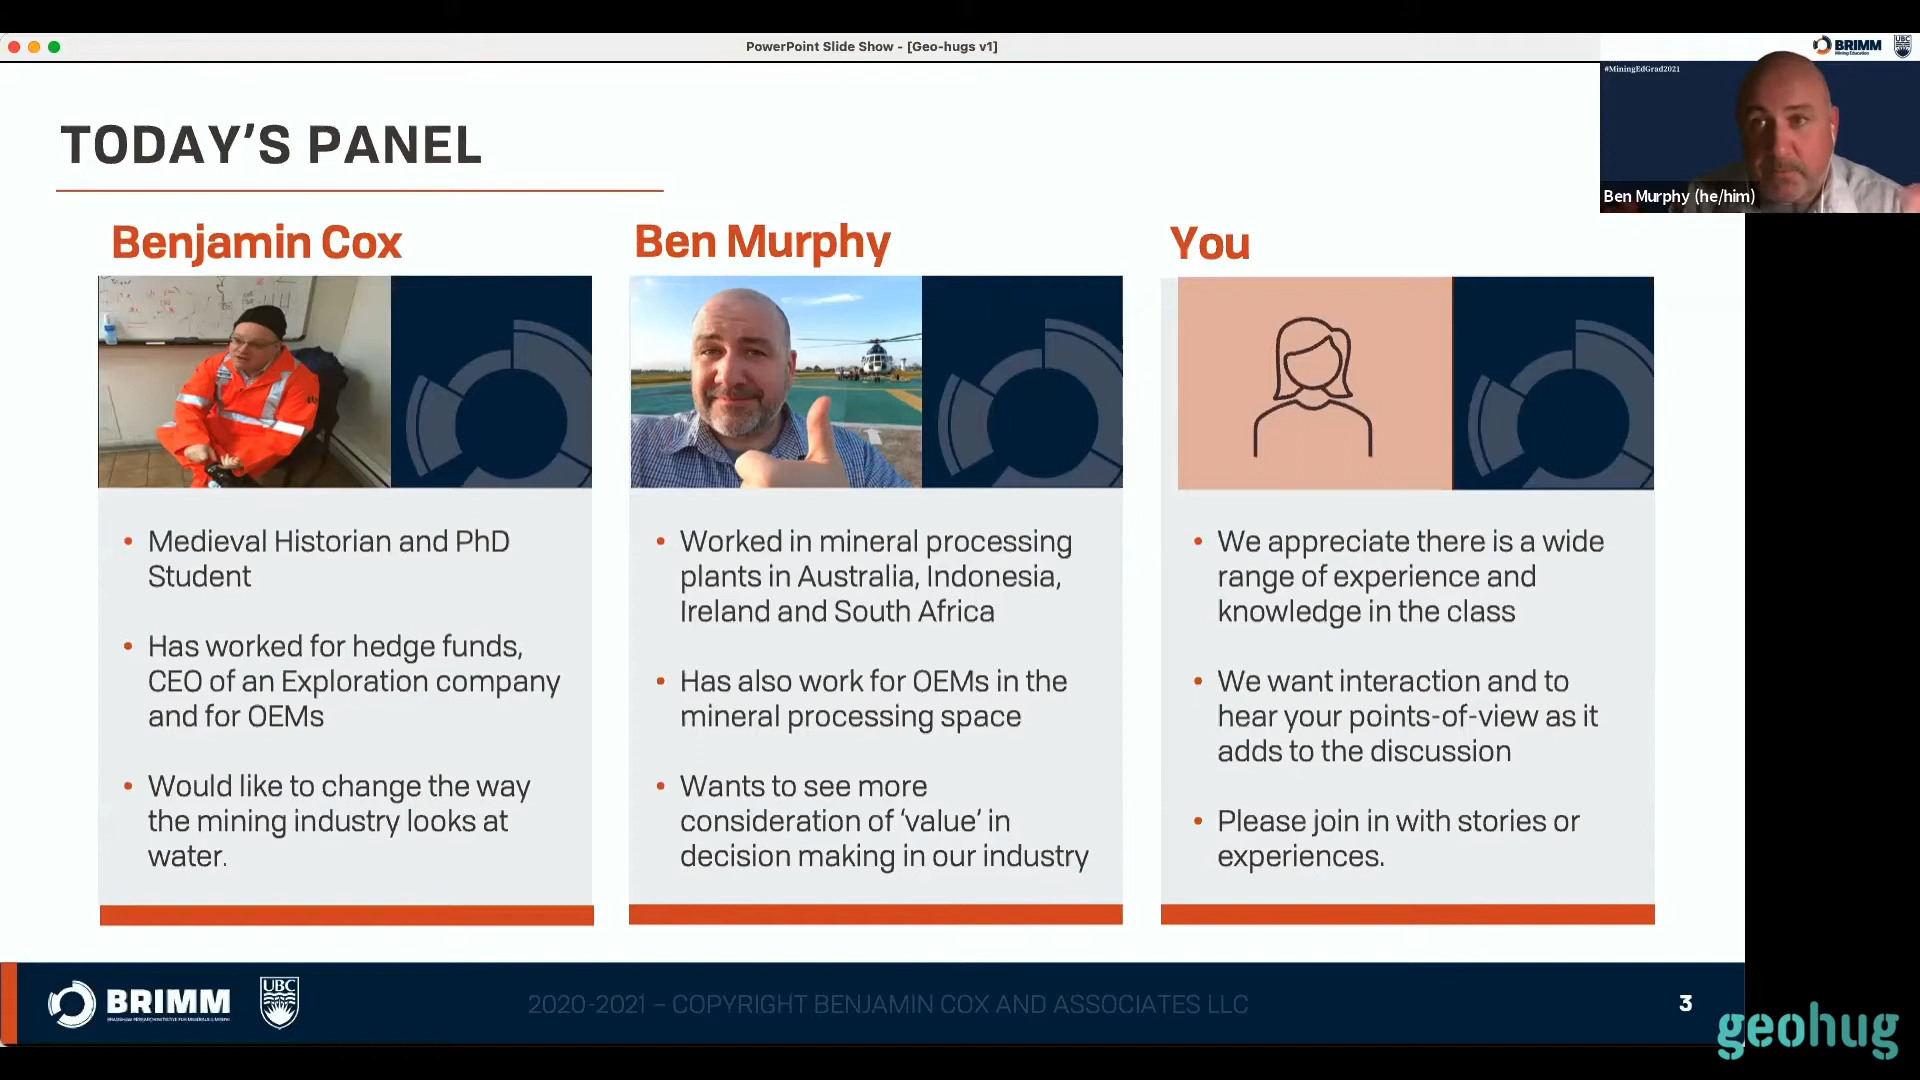 PowerPoint Slide Show - [Geo-hugs v1]
BRIMM
Mining Education
UBC
#MiningEdGrad2021
Ben Murphy (he/him)
TODAY’S PANEL
Benjamin Cox
Medieval Historian and PhD
Student
Has worked for hedge funds,
CEO of an Exploration company
and for OEMs
Would like to change the way
the mining industry looks at
water.
Ben Murphy
Worked in mineral processing
plants in Australia, Indonesia,
Ireland and South Africa
Has also work for OEMs in the
mineral processing space
Wants to see more
consideration of ‘value’ in
decision making in our industry
You
We appreciate there is a wide
range of experience and
knowledge in the class
We want interaction and to
hear your points-of-view as it
adds to the discussion
Please join in with stories or
experiences.
BRIMM
UBC
2020-2021 – COPYRIGHT BENJAMIN COX AND ASSOCIATES LLC
3
geohug